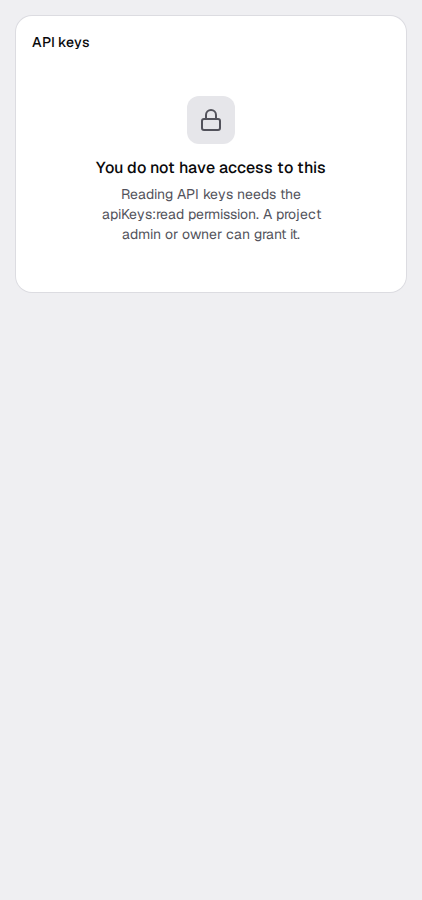 API keys
You do not have access to this
Reading API keys needs the
apiKeys:read permission. A project
admin or owner can grant it.